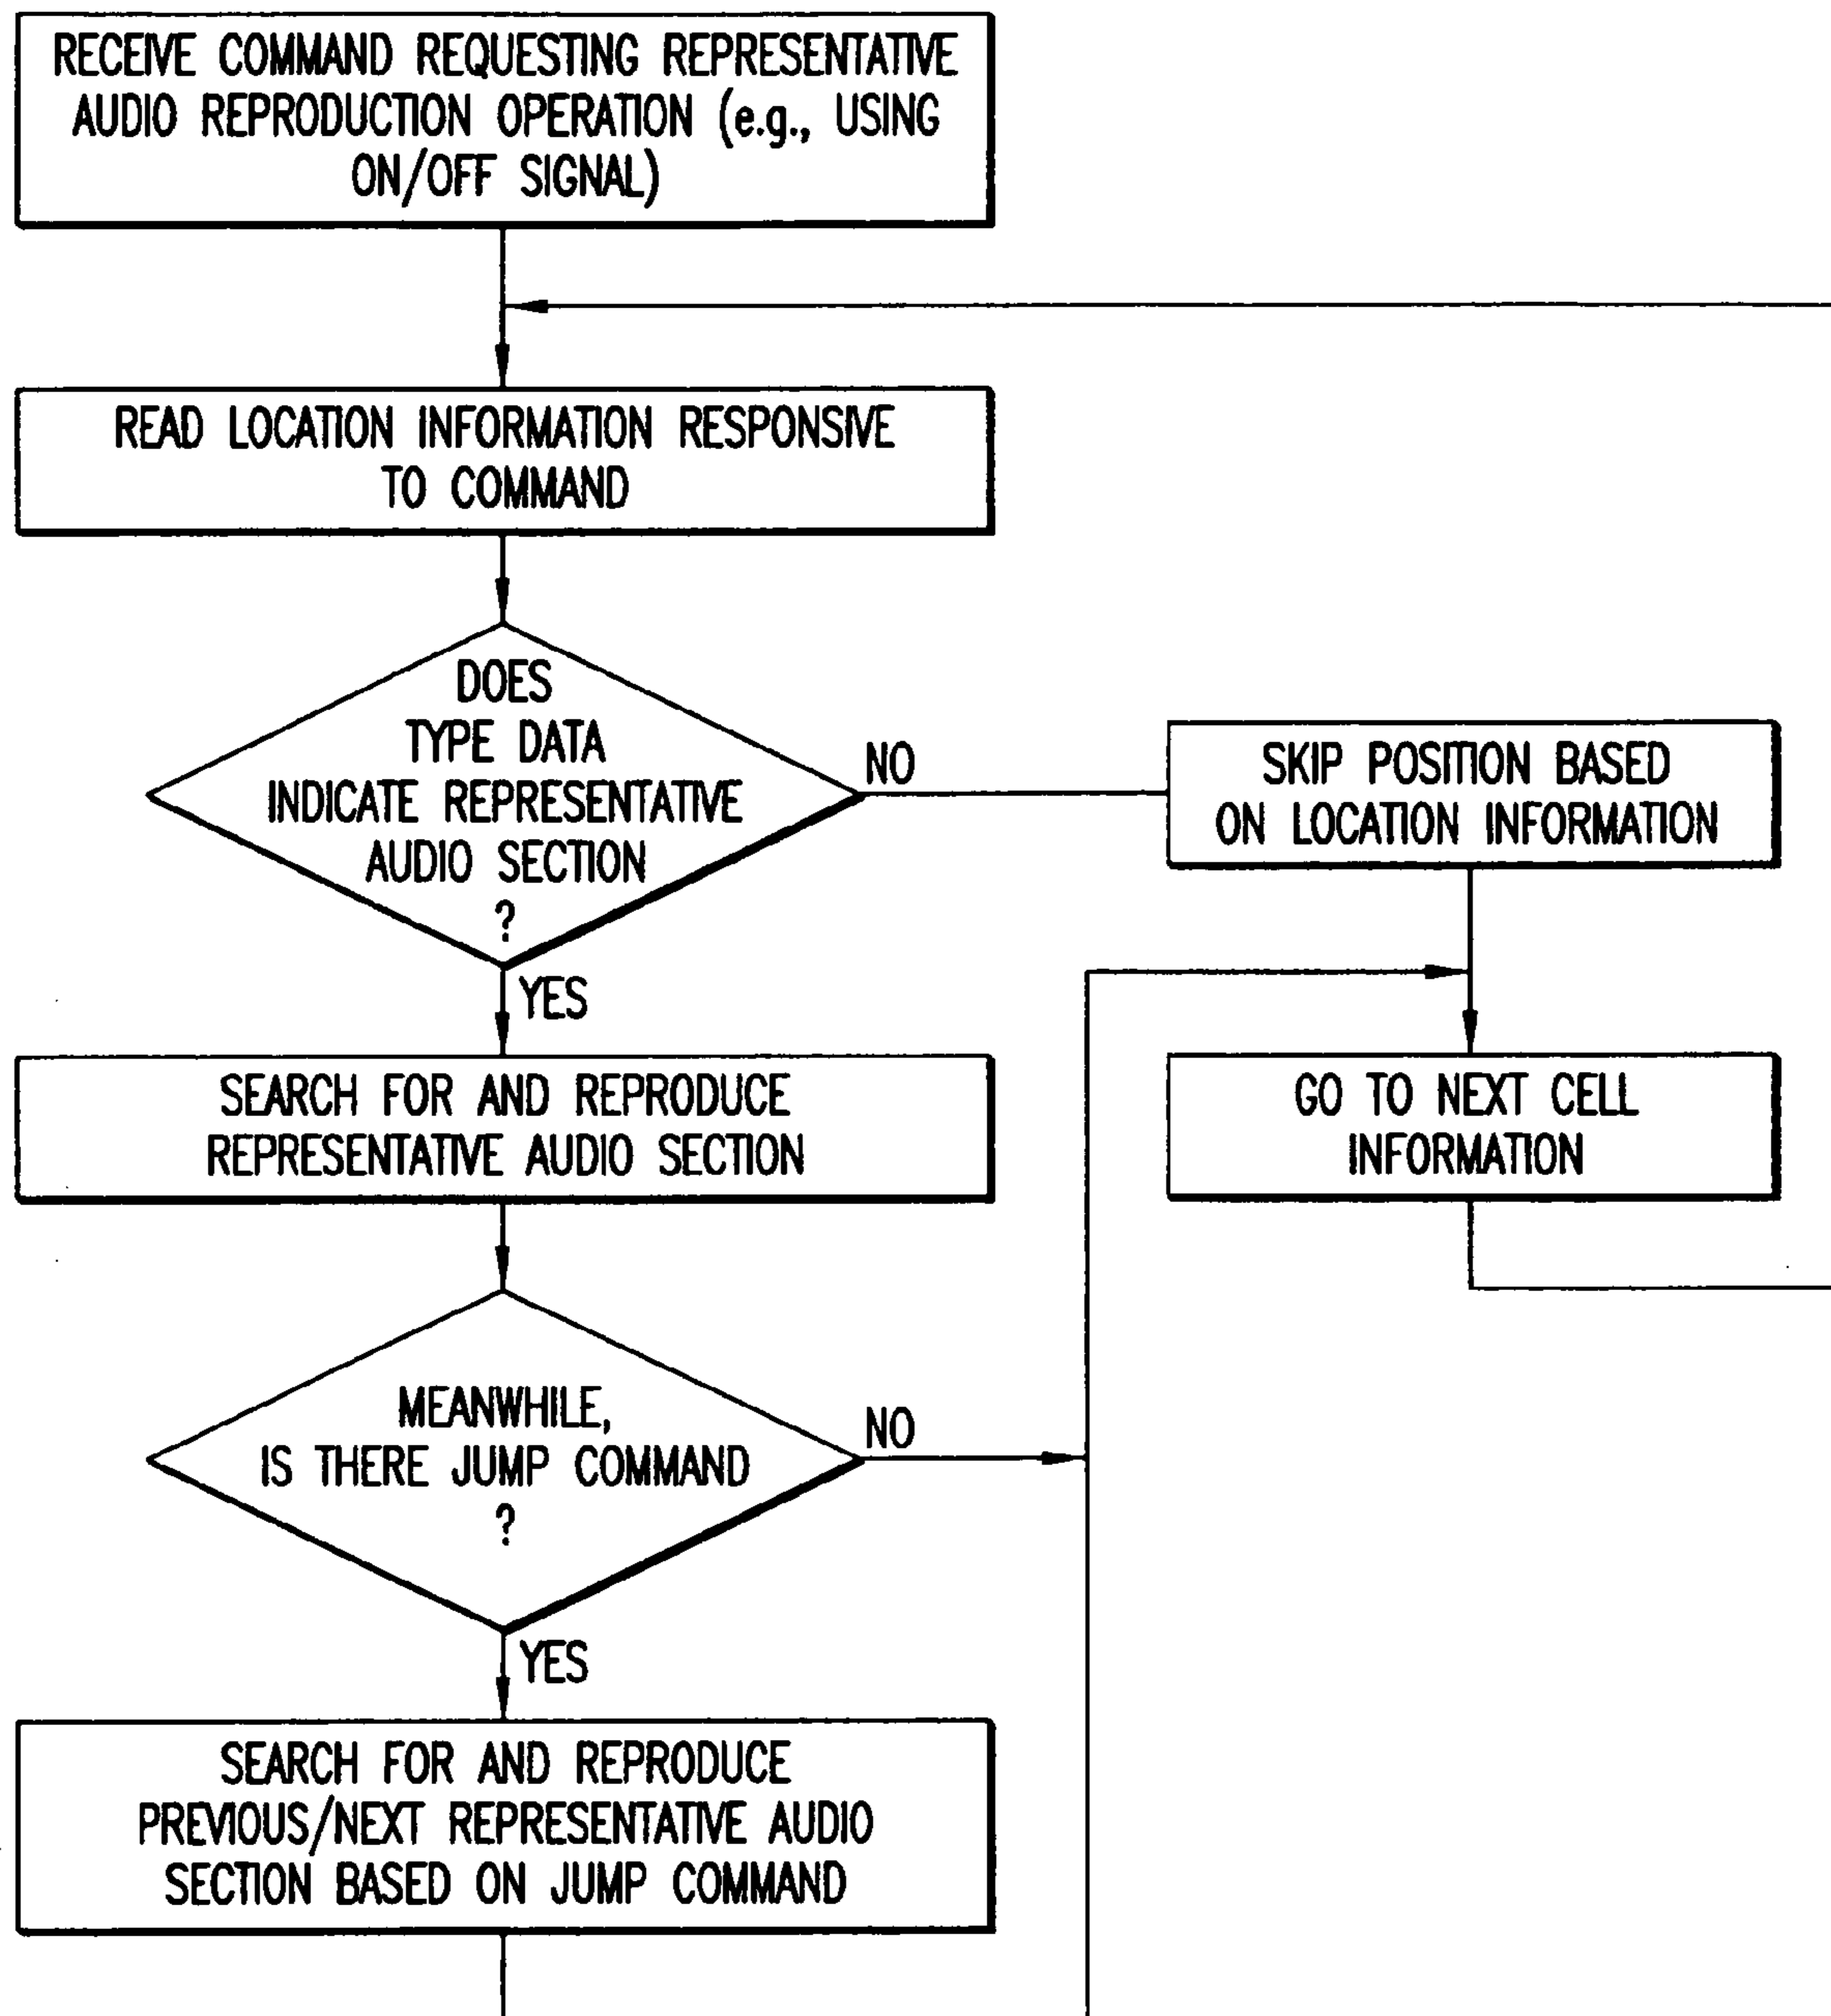 RECEIVE COMMAND REQUESTING REPRESENTATIVE
AUDIO REPRODUCTION OPERATION (e.g., USING
ON/OFF SIGNAL)
READ LOCATION INFORMATION RESPONSIVE
TO COMMAND
DOES
TYPE DATA
INDICATE REPRESENTATIVE
AUDIO SECTION
?
NO
SKIP POSITION BASED
ON LOCATION INFORMATION
YES
SEARCH FOR AND REPRODUCE
REPRESENTATIVE AUDIO SECTION
GO TO NEXT CELL
INFORMATION
MEANWHILE,
IS THERE JUMP COMMAND
?
NO
YES
SEARCH FOR AND REPRODUCE
PREVIOUS/NEXT REPRESENTATIVE AUDIO
SECTION BASED ON JUMP COMMAND